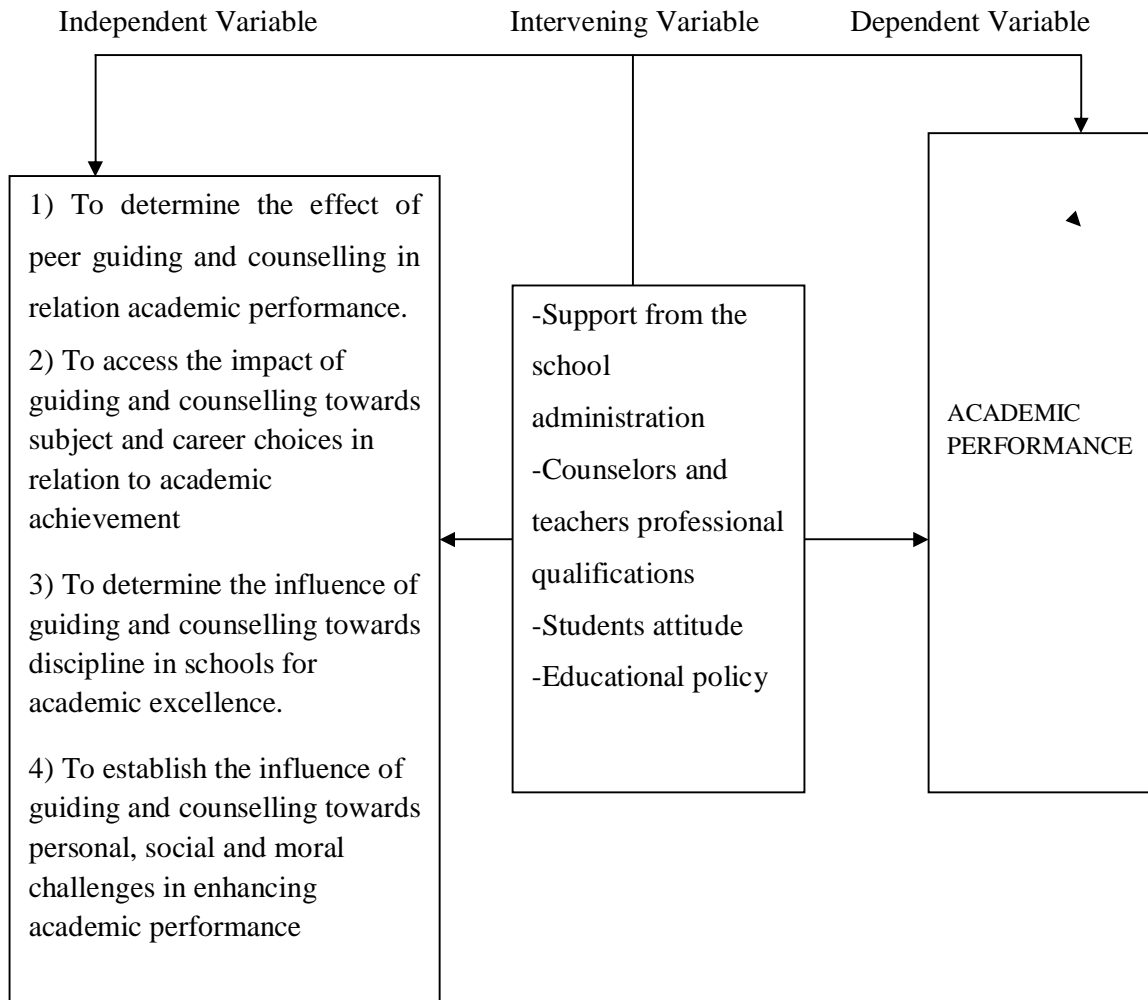 Independent Variable
Intervening Variable
Dependent Variable
1) To determine the effect of
peer guiding and counselling in
relation academic performance.
2) To access the impact of
guiding and counselling towards
subject and career choices in
relation to academic
achievement
3) To determine the influence of
guiding and counselling towards
discipline in schools for
academic excellence.
4) To establish the influence of
guiding and counselling towards
personal, social and moral
challenges in enhancing
academic performance
-Support from the
school
administration
-Counselors and
teachers professional
qualifications
-Students attitude
-Educational policy
ACADEMIC
PERFORMANCE